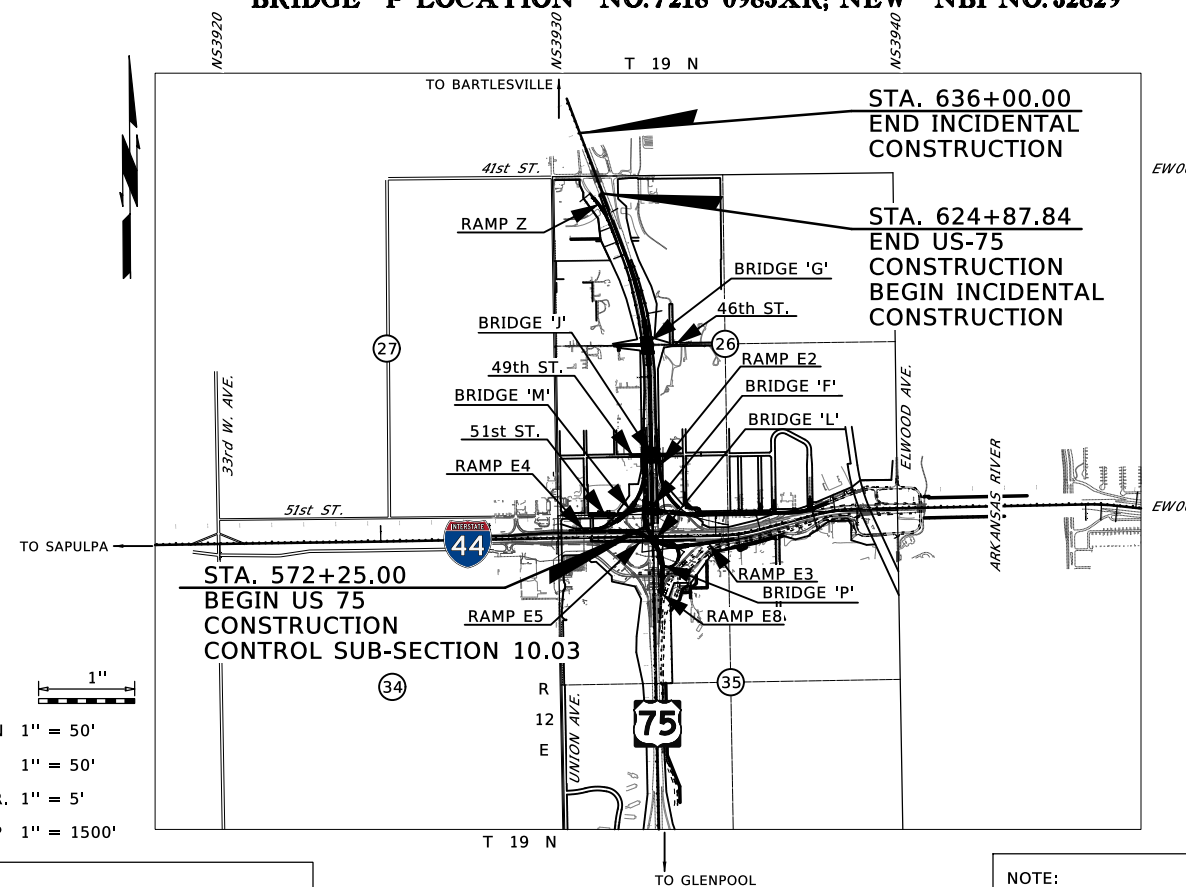 BRIDGE "P" LOCATION NO. 7218-0983XR; NEW NBI NO. 32829
NS3920
NS3930
NS3940
T 19 N
TO BARTLESVILLE
STA. 636+00.00
END INCIDENTAL
CONSTRUCTION
41st ST.
RAMP Z
STA. 624+87.84
END US-75
CONSTRUCTION
BEGIN INCIDENTAL
CONSTRUCTION
BRIDGE 'G'
46th ST.
BRIDGE 'J'
27
26
49th ST.
RAMP E2
BRIDGE 'M'
BRIDGE 'F'
51st ST.
BRIDGE 'L'
RAMP E4
33rd W. AVE.
ELWOOD AVE.
ARKANSAS RIVER
51st ST.
INTERSTATE
44
TO SAPULPA
STA. 572+25.00
BEGIN US 75
CONSTRUCTION
CONTROL SUB-SECTION 10.03
RAMP E3
BRIDGE 'P'
RAMP E5
RAMP E8
34
35
R
12
E
UNION AVE.
75
1"
1" = 50'
1" = 50'
1" = 5'
1" = 1500'
T 19 N
TO GLENPOOL
NOTE: